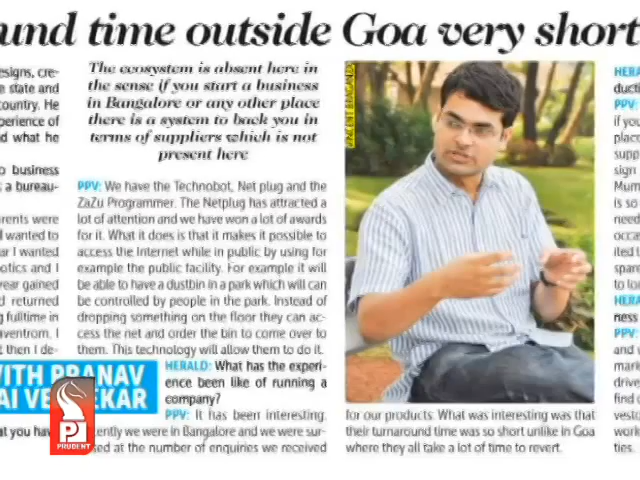 und time outside Goa very short
esigns, cre-
e state and
country. He
perience of
d what he
o business
s a bureau-
rents were
I wanted to
ar I wanted
otics and I
year gained
d returned
g fulltime in
aventrom. I
t then I de-
WITH PRANAV
AI VE EKAR
at you have
The ecosystem is absent here in
the sense if you start a business
in Bangalore or any other place
there is a system to back you in
terms of suppliers which is not
present here
PPV: We have the Technobot, Net plug and the
ZaZu Programmer. The Netplug has attracted a
lot of attention and we have won a lot of awards
for it. What it does is that it makes it possible to
access the Internet while in public by using for
example the public facility. For example it will
be able to have a dustbin in a park which will can
be controlled by people in the park. Instead of
dropping something on the floor they can ac-
cess the net and order the bin to come over to
them. This technology will allow them to do it.
HERALD: What has the experi-
ence been like of running a
company?
PPV: It has been interesting.
ently we were in Bangalore and we were sur-
ed at the number of enquiries we received
for our products. What was interesting was that
their turnaround time was so short unlike in Goa
where they all take a lot of time to revert.
HERA
ducti
PPV:
if you
place
supp
sign
Mum
is so
need
occa
ited t
spar
to lo
HERA
ness
PPV:
and
mark
drive
find
vest
work
ties.
PRUDENT